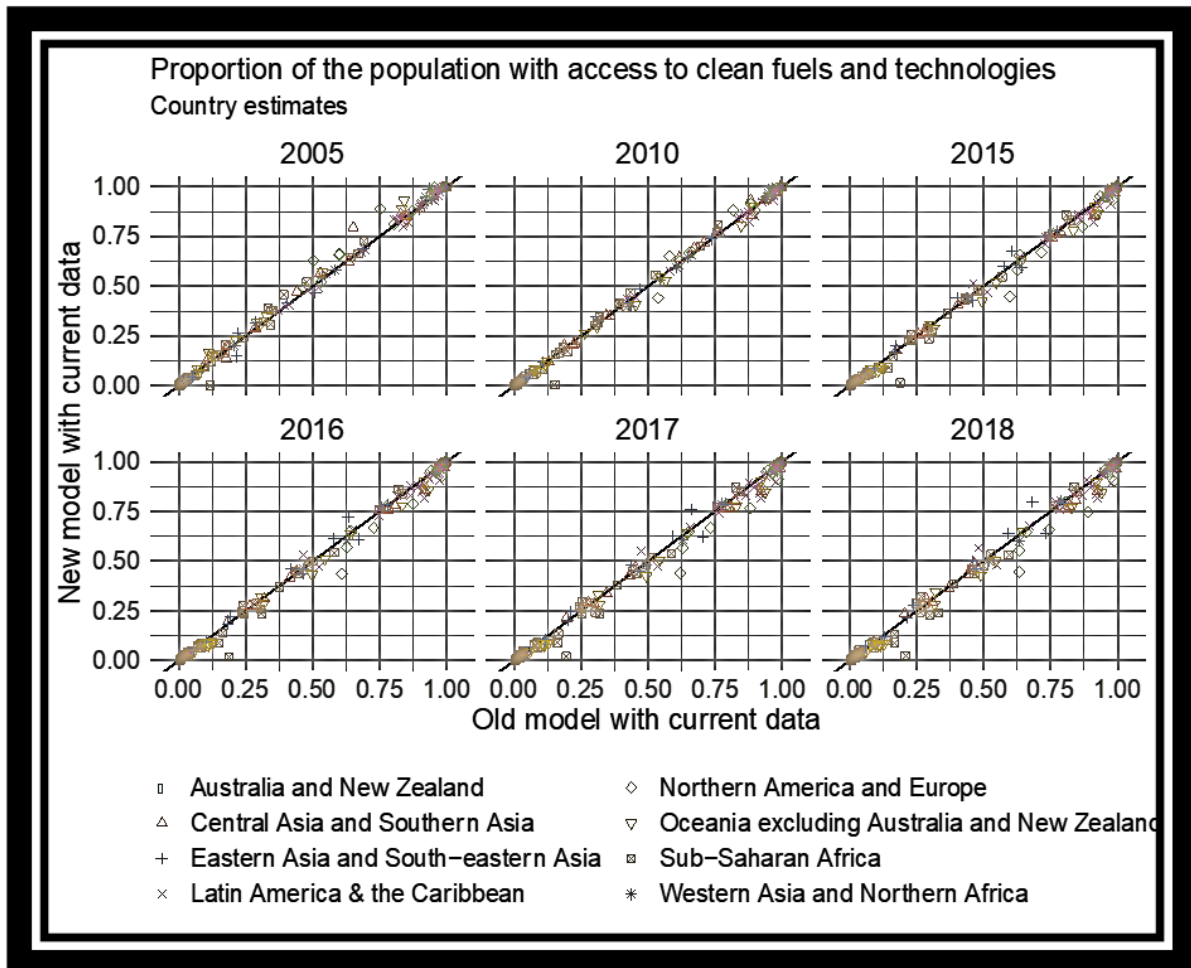 Proportion of the population with access to clean fuels and technologies
Country estimates
2005 2010 2015
1.00
0.75
0.50
0.25
0.00
2016 2017 2018
1.00
0.75
0.50
0.25
0.00
New model with current data
0.00 0.25 0.50 0.75 1.00 0.00 0.25 0.50 0.75 1.00 0.00 0.25 0.50 0.75 1.00
Old model with current data
Australia and New Zealand
Central Asia and Southern Asia
Eastern Asia and South−eastern Asia
Latin America & the Caribbean
Northern America and Europe
Oceania excluding Australia and New Zealand
Sub−Saharan Africa
Western Asia and Northern Africa